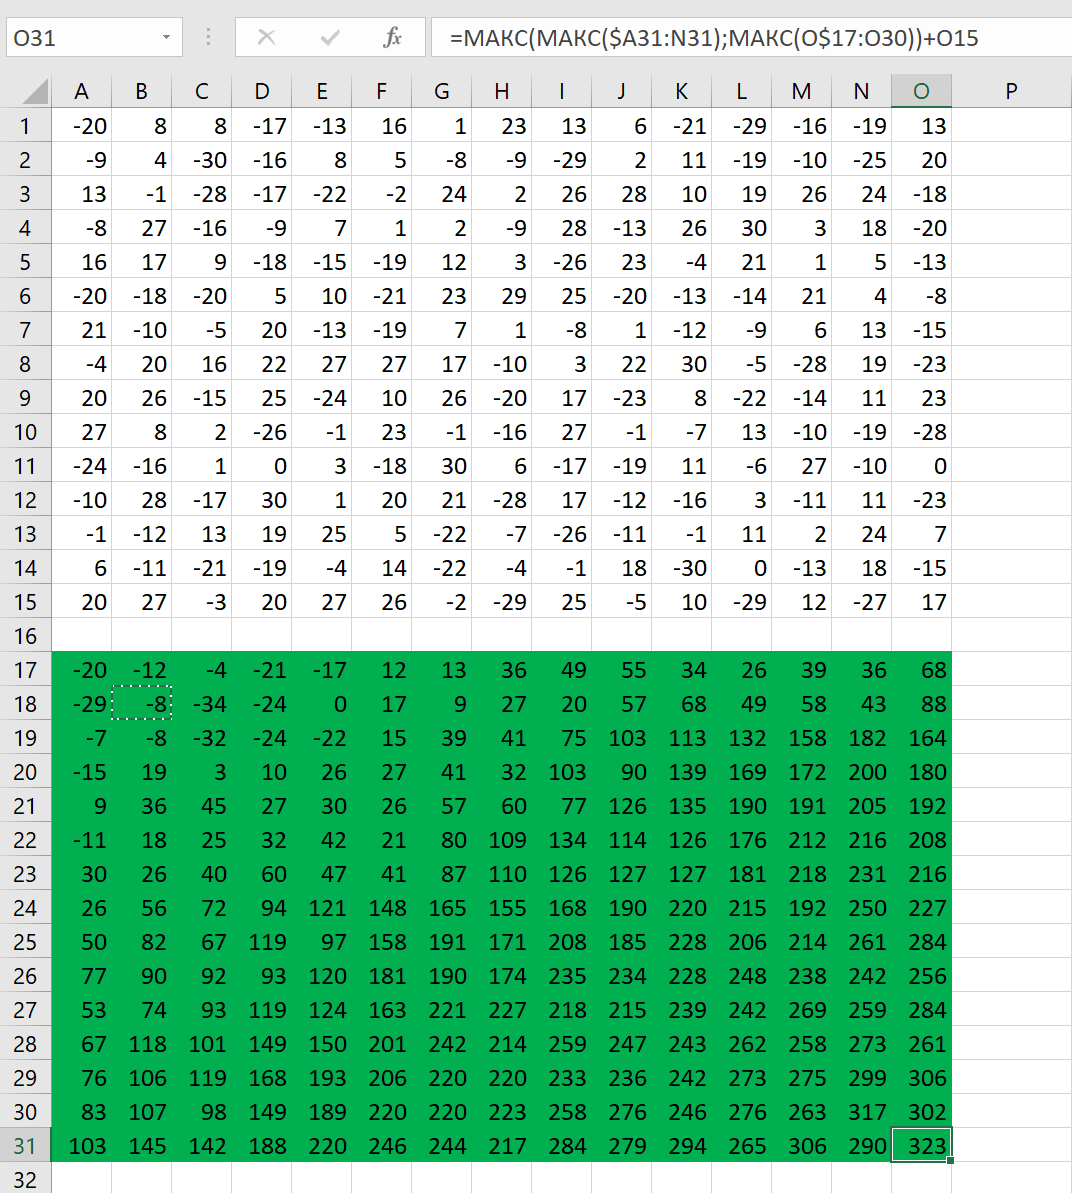 O31 fx =МАКС(МАКС($A31:N31);МАКС(O$17:O30))+O15
A B C D E F G H I J K L M N O P
1 -20 8 8 -17 -13 16 1 23 13 6 -21 -29 -16 -19 13
2 -9 4 -30 -16 8 5 -8 -9 -29 2 11 -19 -10 -25 20
3 13 -1 -28 -17 -22 -2 24 2 26 28 10 19 26 24 -18
4 -8 27 -16 -9 7 1 2 -9 28 -13 26 30 3 18 -20
5 16 17 9 -18 -15 -19 12 3 -26 23 -4 21 1 5 -13
6 -20 -18 -20 5 10 -21 23 29 25 -20 -13 -14 21 4 -8
7 21 -10 -5 20 -13 -19 7 1 -8 1 -12 -9 6 13 -15
8 -4 20 16 22 27 27 17 -10 3 22 30 -5 -28 19 -23
9 20 26 -15 25 -24 10 26 -20 17 -23 8 -22 -14 11 23
10 27 8 2 -26 -1 23 -1 -16 27 -1 -7 13 -10 -19 -28
11 -24 -16 1 0 3 -18 30 6 -17 -19 11 -6 27 -10 0
12 -10 28 -17 30 1 20 21 -28 17 -12 -16 3 -11 11 -23
13 -1 -12 13 19 25 5 -22 -7 -26 -11 -1 11 2 24 7
14 6 -11 -21 -19 -4 14 -22 -4 -1 18 -30 0 -13 18 -15
15 20 27 -3 20 27 26 -2 -29 25 -5 10 -29 12 -27 17
16
17 -20 -12 -4 -21 -17 12 13 36 49 55 34 26 39 36 68
18 -29 -8 -34 -24 0 17 9 27 20 57 68 49 58 43 88
19 -7 -8 -32 -24 -22 15 39 41 75 103 113 132 158 182 164
20 -15 19 3 10 26 27 41 32 103 90 139 169 172 200 180
21 9 36 45 27 30 26 57 60 77 126 135 190 191 205 192
22 -11 18 25 32 42 21 80 109 134 114 126 176 212 216 208
23 30 26 40 60 47 41 87 110 126 127 127 181 218 231 216
24 26 56 72 94 121 148 165 155 168 190 220 215 192 250 227
25 50 82 67 119 97 158 191 171 208 185 228 206 214 261 284
26 77 90 92 93 120 181 190 174 235 234 228 248 238 242 256
27 53 74 93 119 124 163 221 227 218 215 239 242 269 259 284
28 67 118 101 149 150 201 242 214 259 247 243 262 258 273 261
29 76 106 119 168 193 206 220 220 233 236 242 273 275 299 306
30 83 107 98 149 189 220 220 223 258 276 246 276 263 317 302
31 103 145 142 188 220 246 244 217 284 279 294 265 306 290 323
32